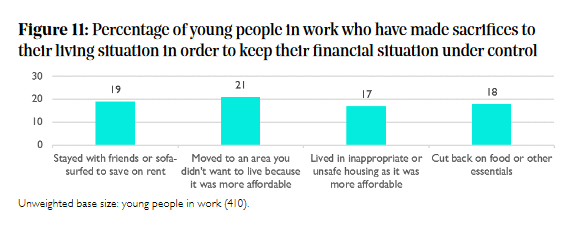 Figure 11: Percentage of young people in work who have made sacrifices to
their living situation in order to keep their financial situation under control
30
20
10
0
19
21
17
18
Stayed with friends or sofa-
surfed to save on rent
Moved to an area you
didn't want to live because
it was more affordable
Lived in inappropriate or
unsafe housing as it was
more affordable
Cut back on food or other
essentials
Unweighted base size: young people in work (410).